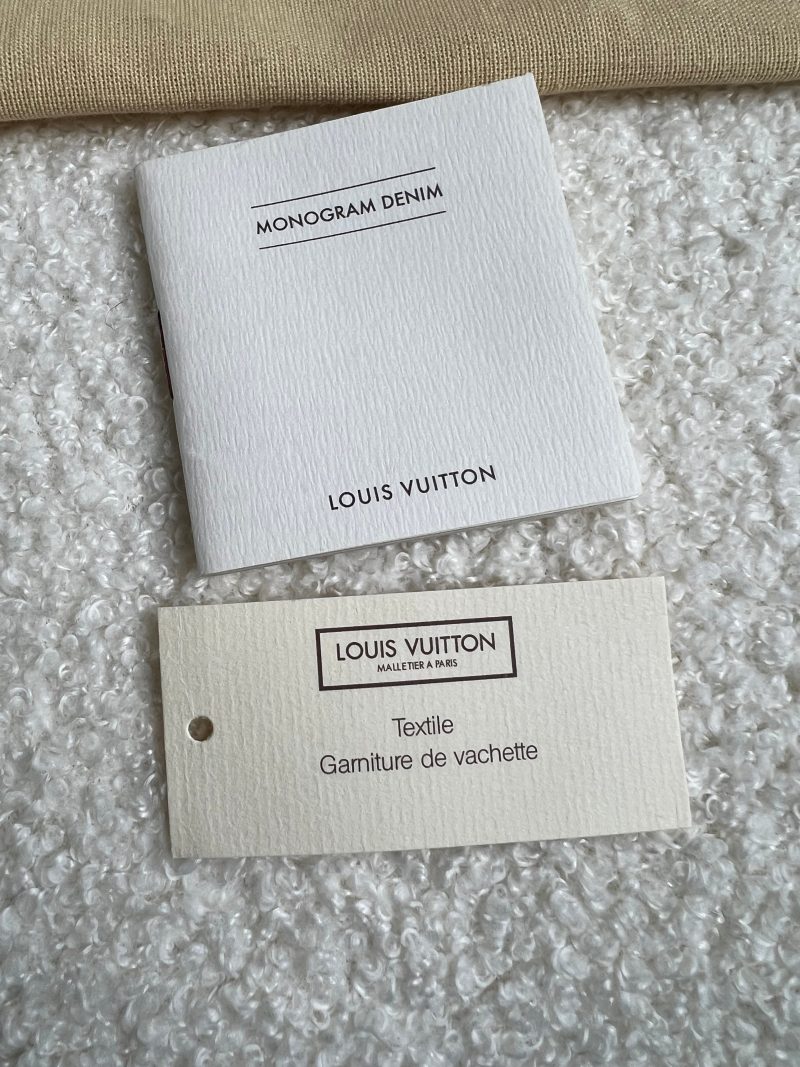 MONOGRAM DENIM
LOUIS VUITTON
LOUIS VUITTON
MALLETIER A PARIS
Textile
Garniture de vachette